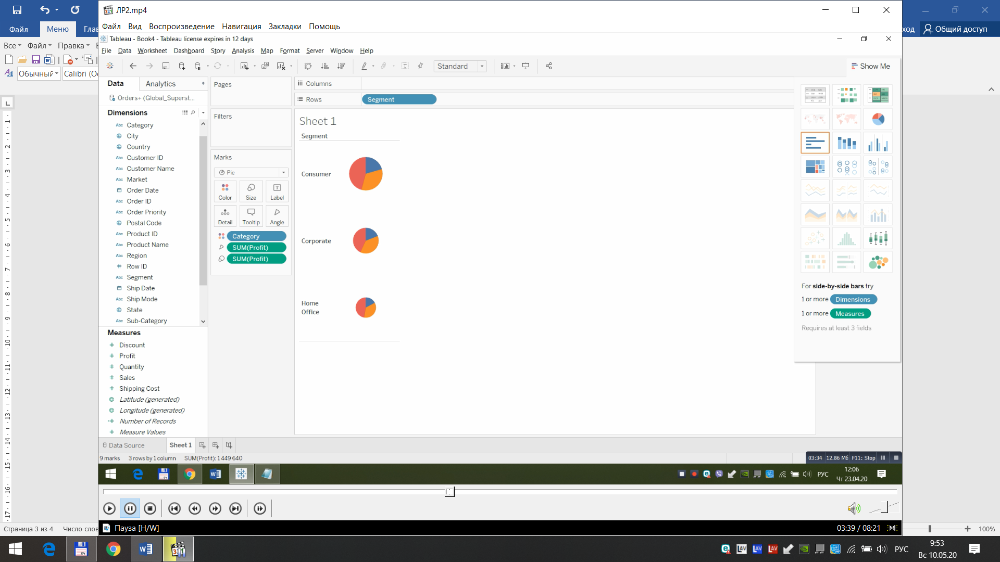 ЛР2.mp4
Файл Вид Воспроизведение Навигация Закладки Помощь
Файл Меню Глав
ход Общий доступ
Все Файл Правка
Обычный Calibri (Ос
Tableau - Book4 - Tableau license expires in 12 days
File Data Worksheet Dashboard Story Analysis Map Format Server Window Help
Standard
Show Me
Data Analytics
Orders+ (Global_Superst...
Dimensions
Category
City
Country
Customer ID
Customer Name
Market
Order Date
Order ID
Order Priority
Postal Code
Product ID
Product Name
Region
Row ID
Segment
Ship Date
Ship Mode
State
Sub-Category
Measures
Discount
Profit
Quantity
Sales
Shipping Cost
Latitude (generated)
Longitude (generated)
Number of Records
Measure Values
Pages
Filters
Marks
Pie
Color Size Label
Detail Tooltip Angle
Category
SUM(Profit)
SUM(Profit)
Columns
Rows Segment
Sheet 1
Segment
Consumer
Corporate
Home
Office
For side-by-side bars try
1 or more Dimensions
1 or more Measures
Requires at least 3 fields
Data Source Sheet 1
9 marks 3 rows by 1 column SUM(Profit): 1 449 640
03:34 12.86 Мб F11: Stop
РУС
12:06
Чт 23.04.20
Пауза [H/W]
03:39 / 08:21
Страница 3 из 4 Число слов
100%
РУС
9:53
Вс 10.05.20